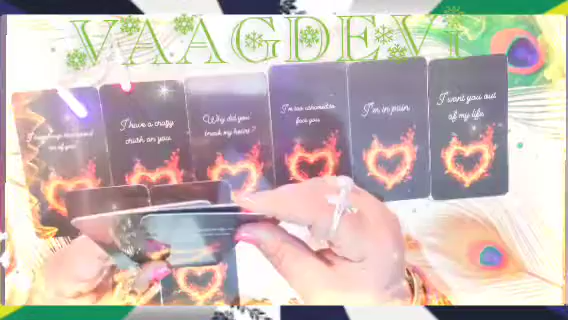 VAAGDEVI
I have a crazy
crush on you
Why did you
break my heart?
I'm too ashamed to
face you
I'm in pain
I want you out
of my life